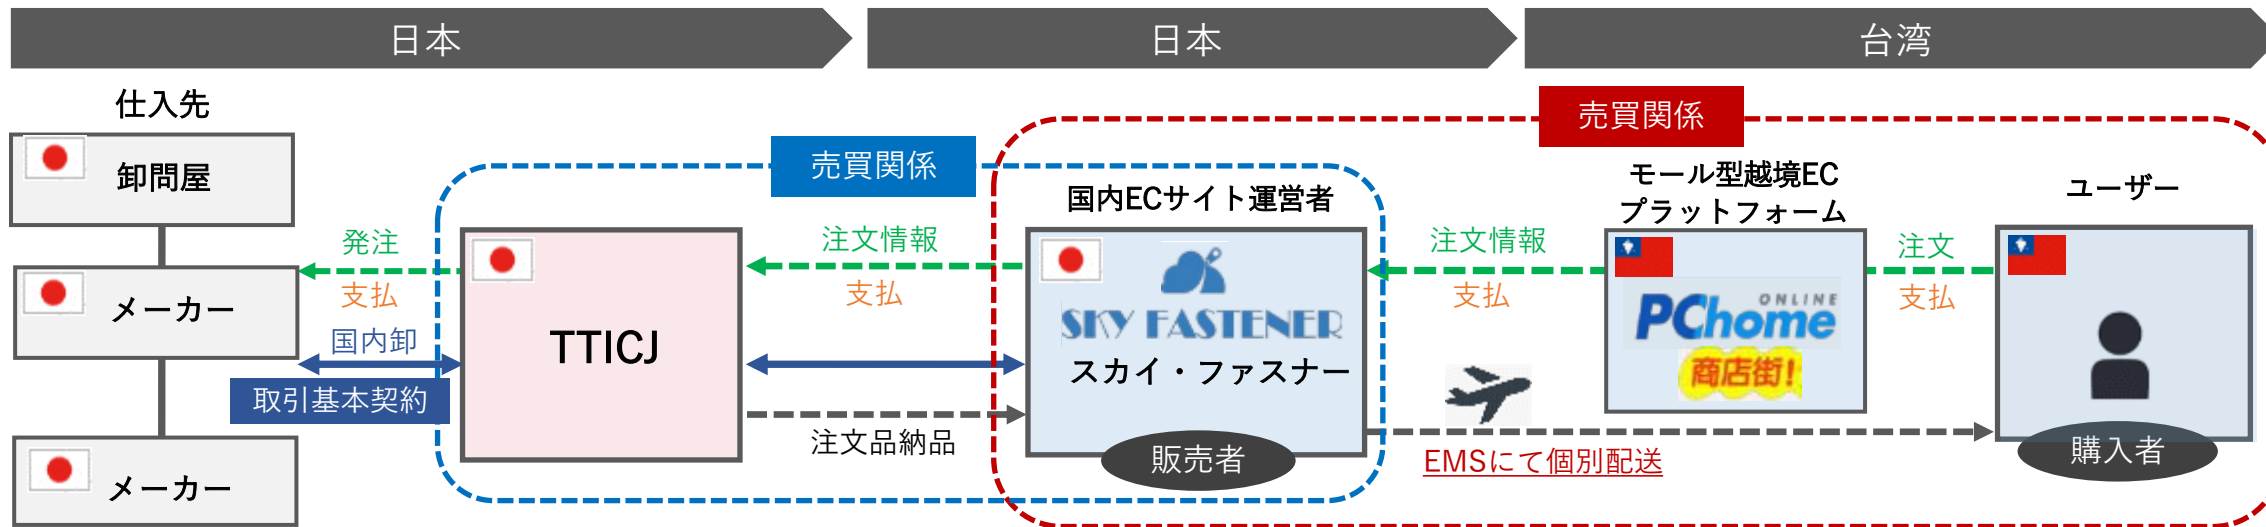 日本
日本
台湾
仕入先
卸問屋
メーカー
メーカー
発注
支払
国内卸
取引基本契約
売買関係
TTICJ
注文情報
支払
注文品納品
売買関係
国内ECサイト運営者
SKY FASTENER
スカイ・ファスナー
販売者
注文情報
支払
EMSにて個別配送
モール型越境EC
プラットフォーム
PChome
ONLINE
商店街!
注文
支払
ユーザー
購入者